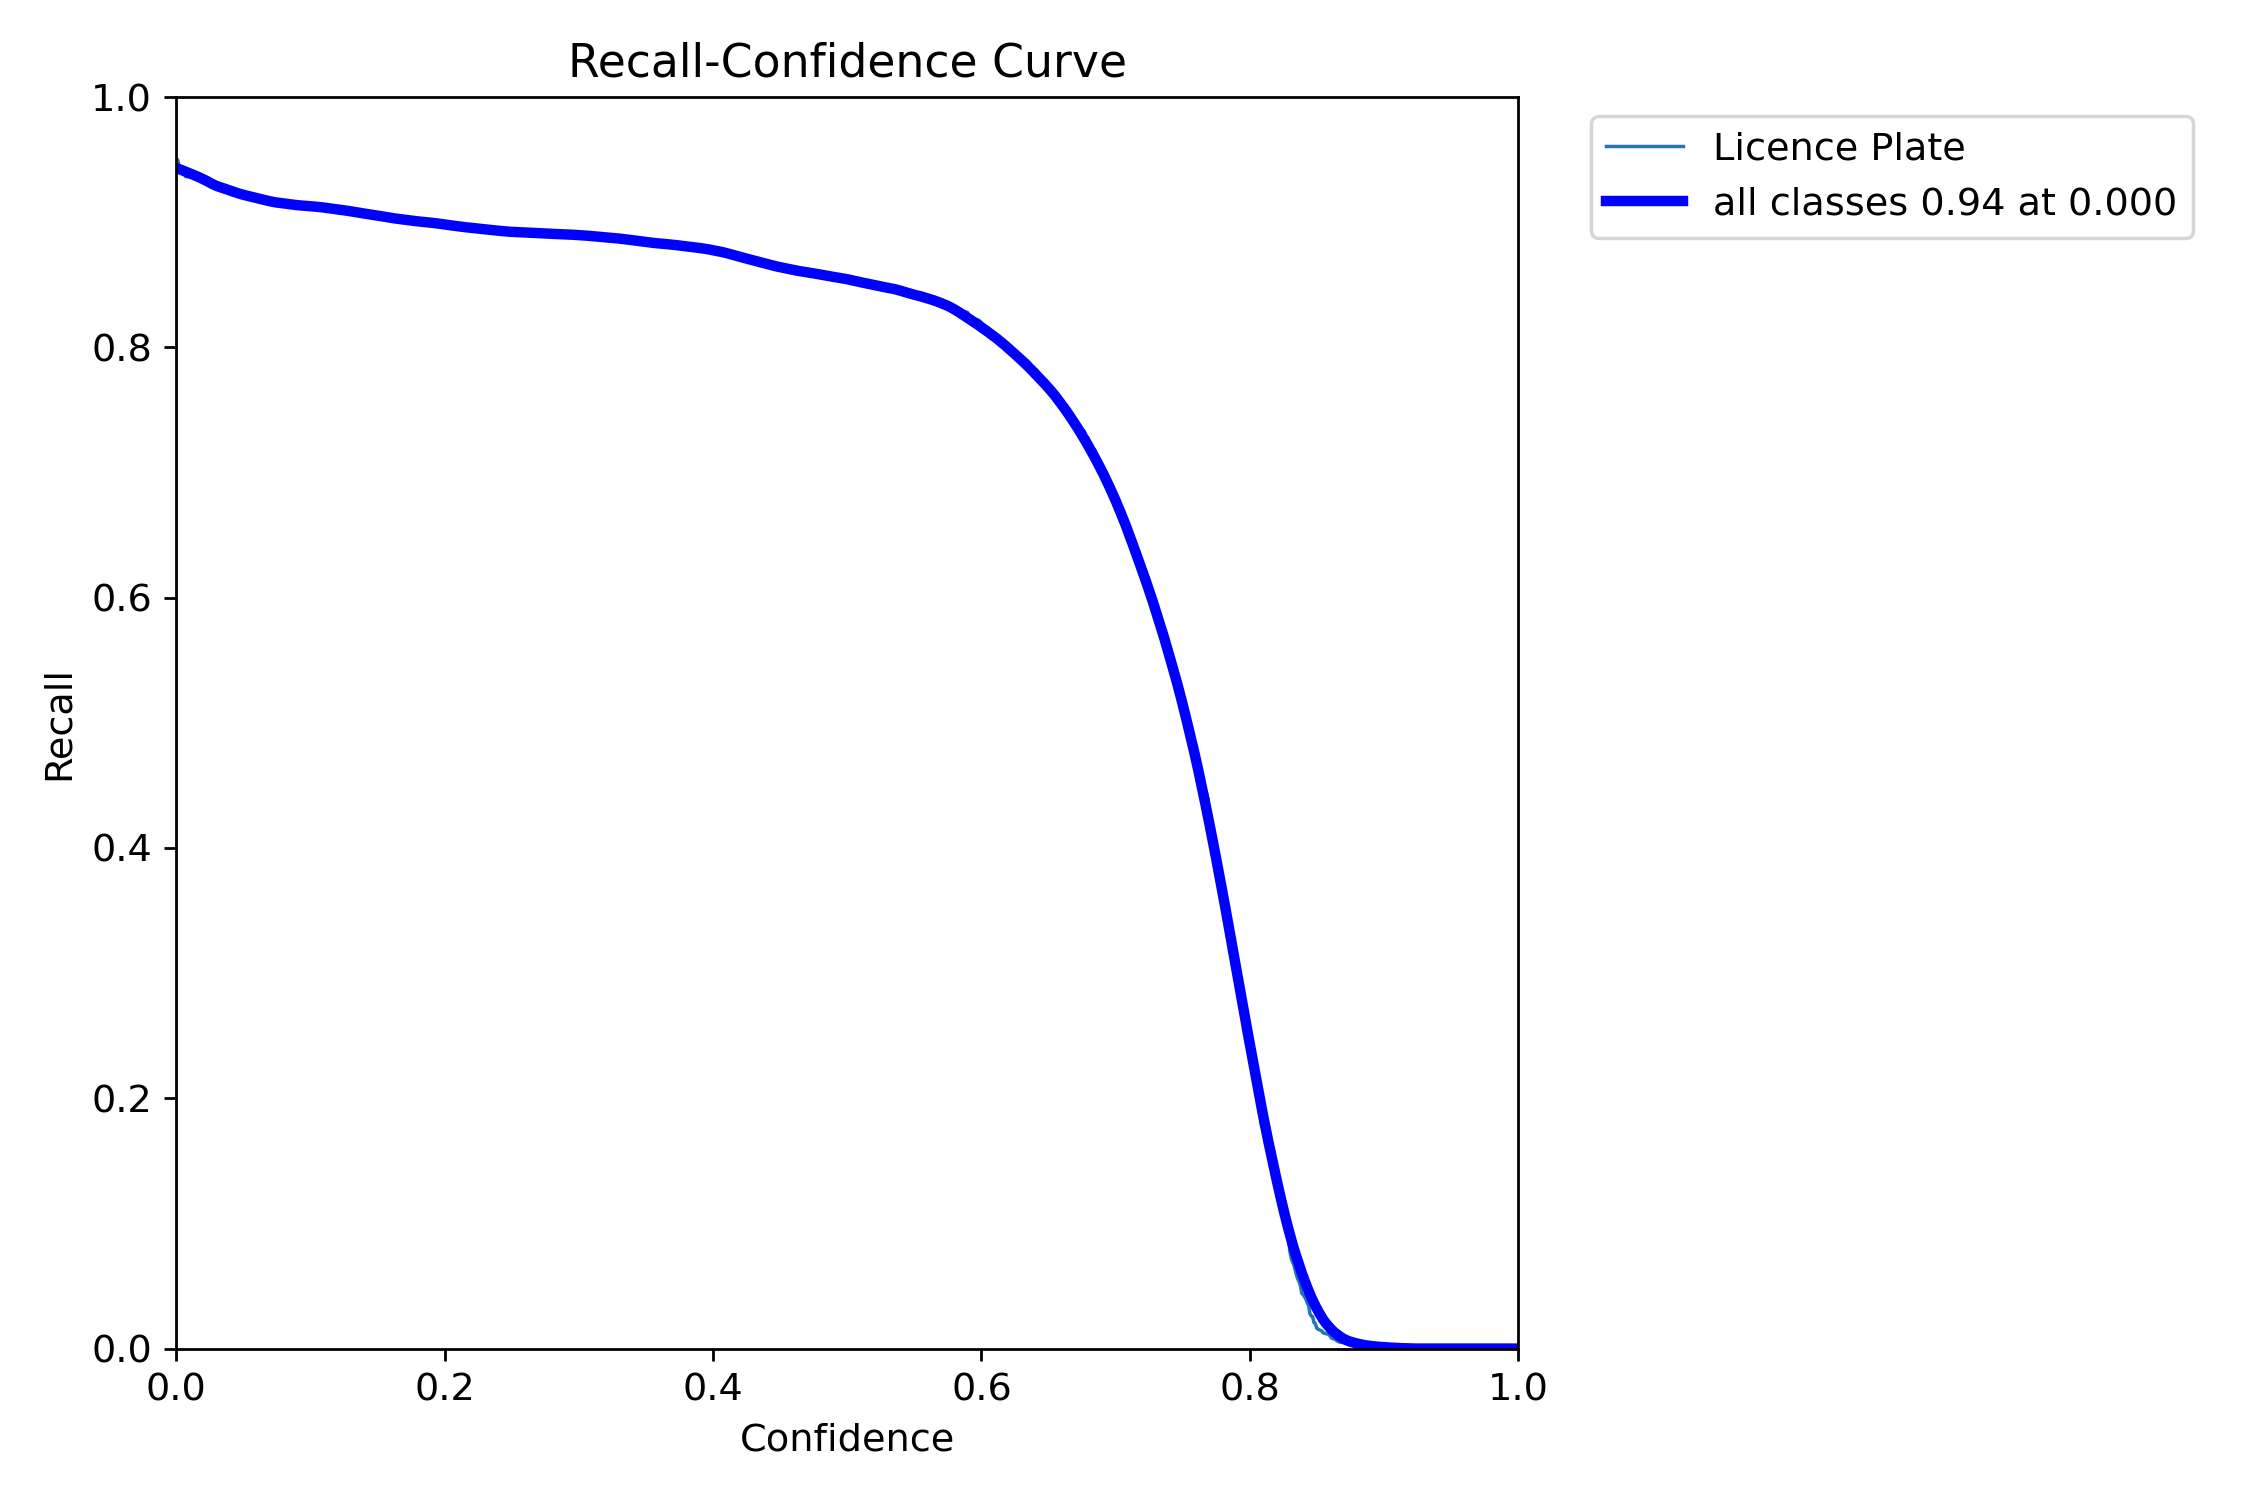 Recall-Confidence Curve
1.0
0.8
0.6
0.4
0.2
0.0
Recall
0.0 0.2 0.4 0.6 0.8 1.0
Confidence
Licence Plate
all classes 0.94 at 0.000